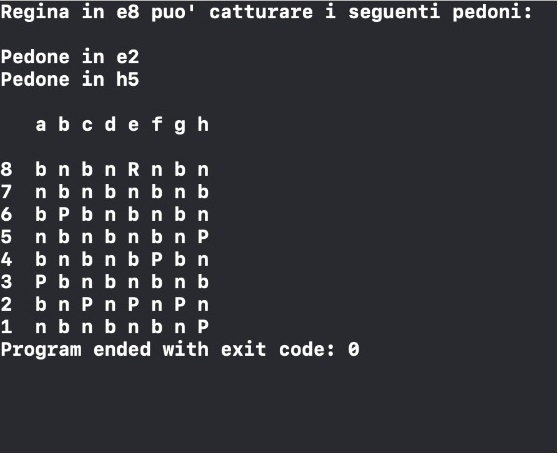 Regina in e8 puo' catturare i seguenti pedoni:
Pedone in e2
Pedone in h5
a b c d e f g h
8 b n b n R n b n
7 n b n b n b n b
6 b P b n b n b n
5 n b n b n b n P
4 b n b n b P b n
3 P b n b n b n b
2 b n P n P n P n
1 n b n b n b n P
Program ended with exit code: 0